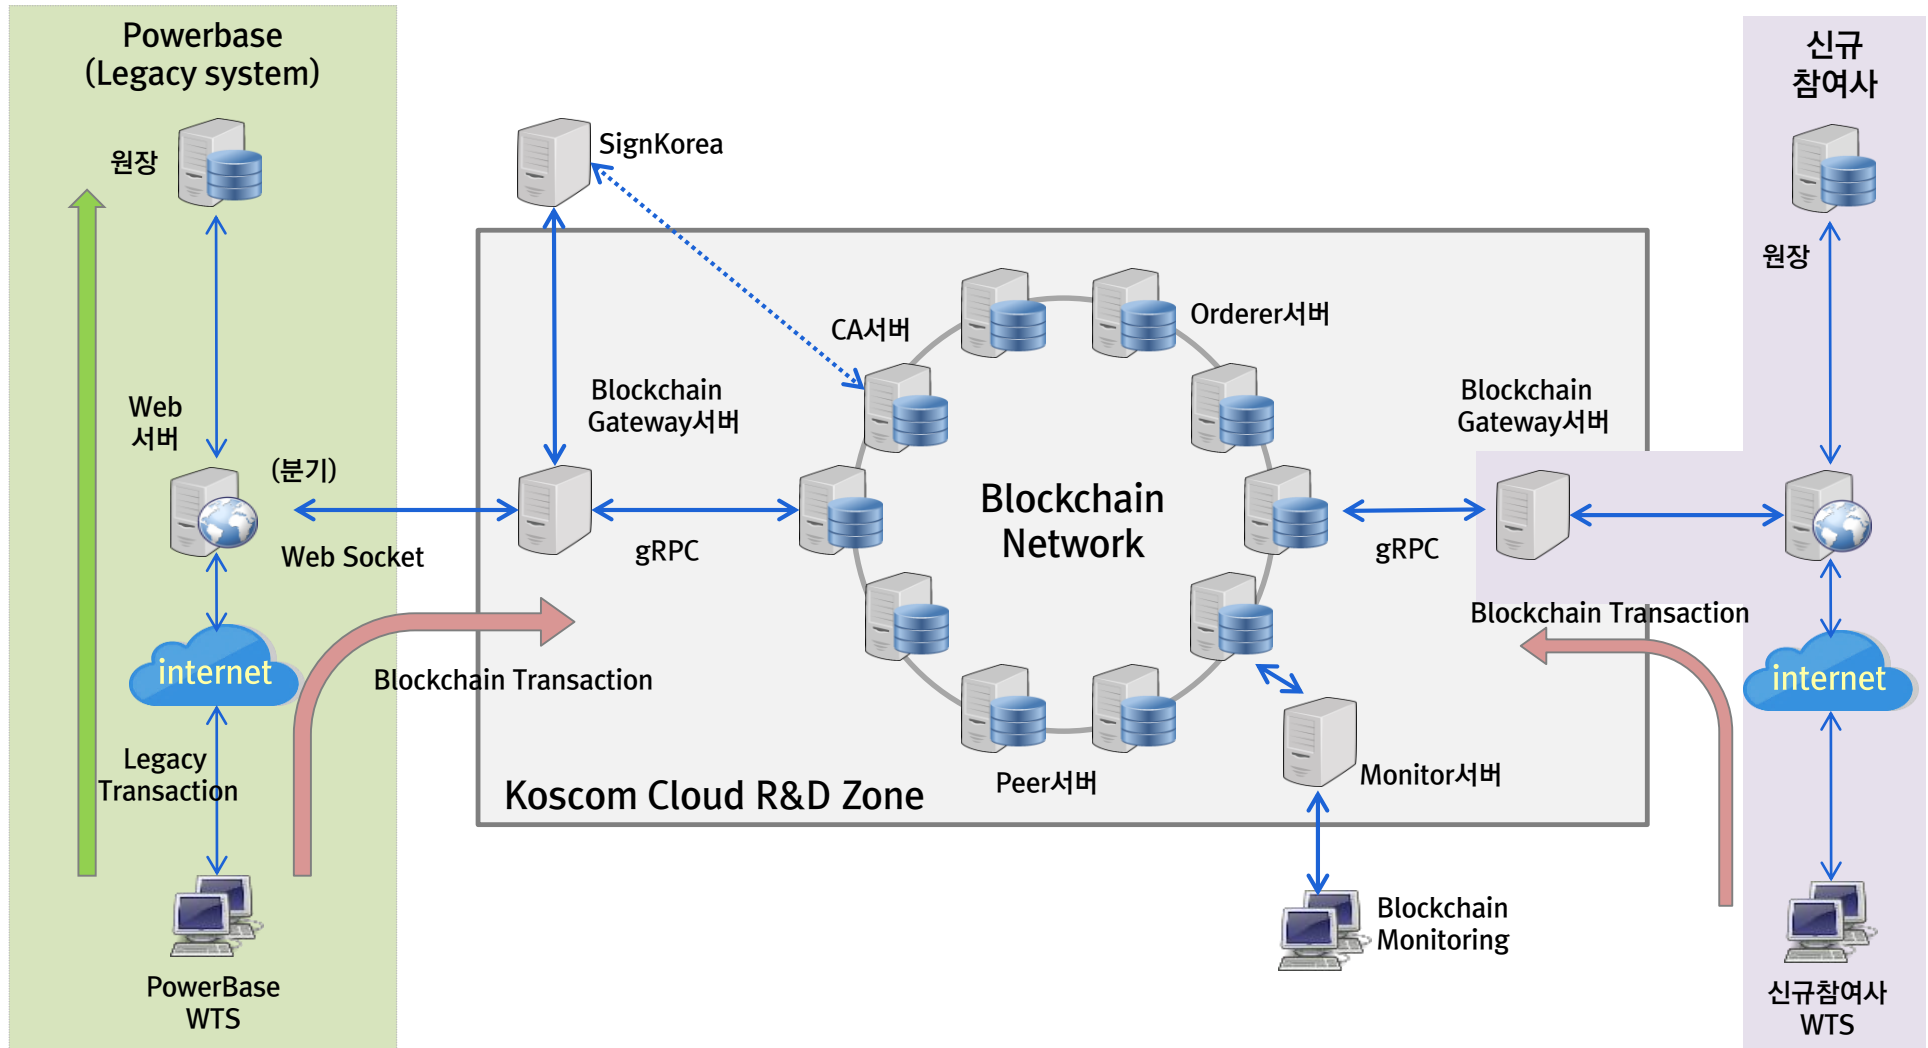 Powerbase
(Legacy system)
원장
Web
서버
(분기)
Web Socket
internet
Legacy
Transaction
PowerBase
WTS
Blockchain Transaction
SignKorea
Blockchain
Gateway서버
gRPC
CA서버
Orderer서버
Blockchain
Network
Peer서버
Koscom Cloud R&D Zone
Monitor서버
Blockchain
Monitoring
gRPC
Blockchain
Gateway서버
Blockchain Transaction
신규
참여사
원장
internet
신규참여사
WTS